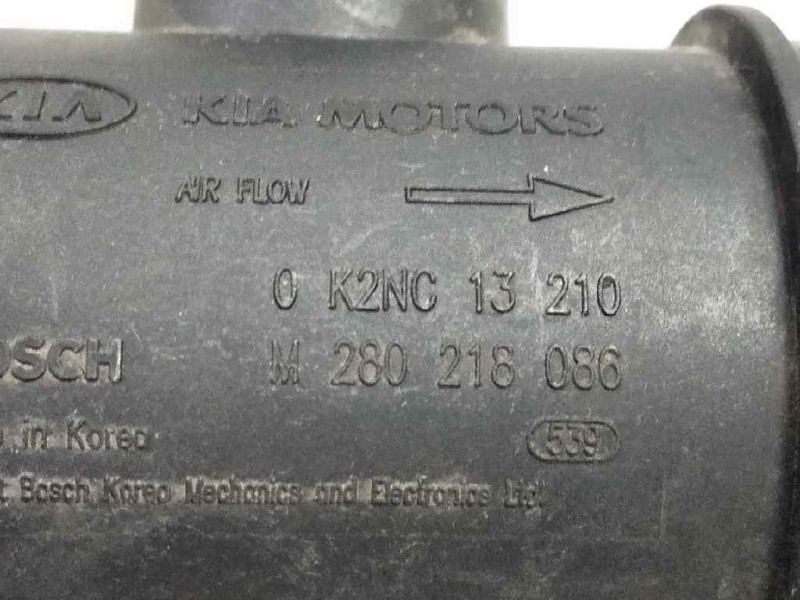 KIA KIA MOTORS
AIR FLOW
0 K2NC 13 210
BOSCH M 280 218 086
in Korea 539
Bosch Korea Mechanics and Electronics Ltd.